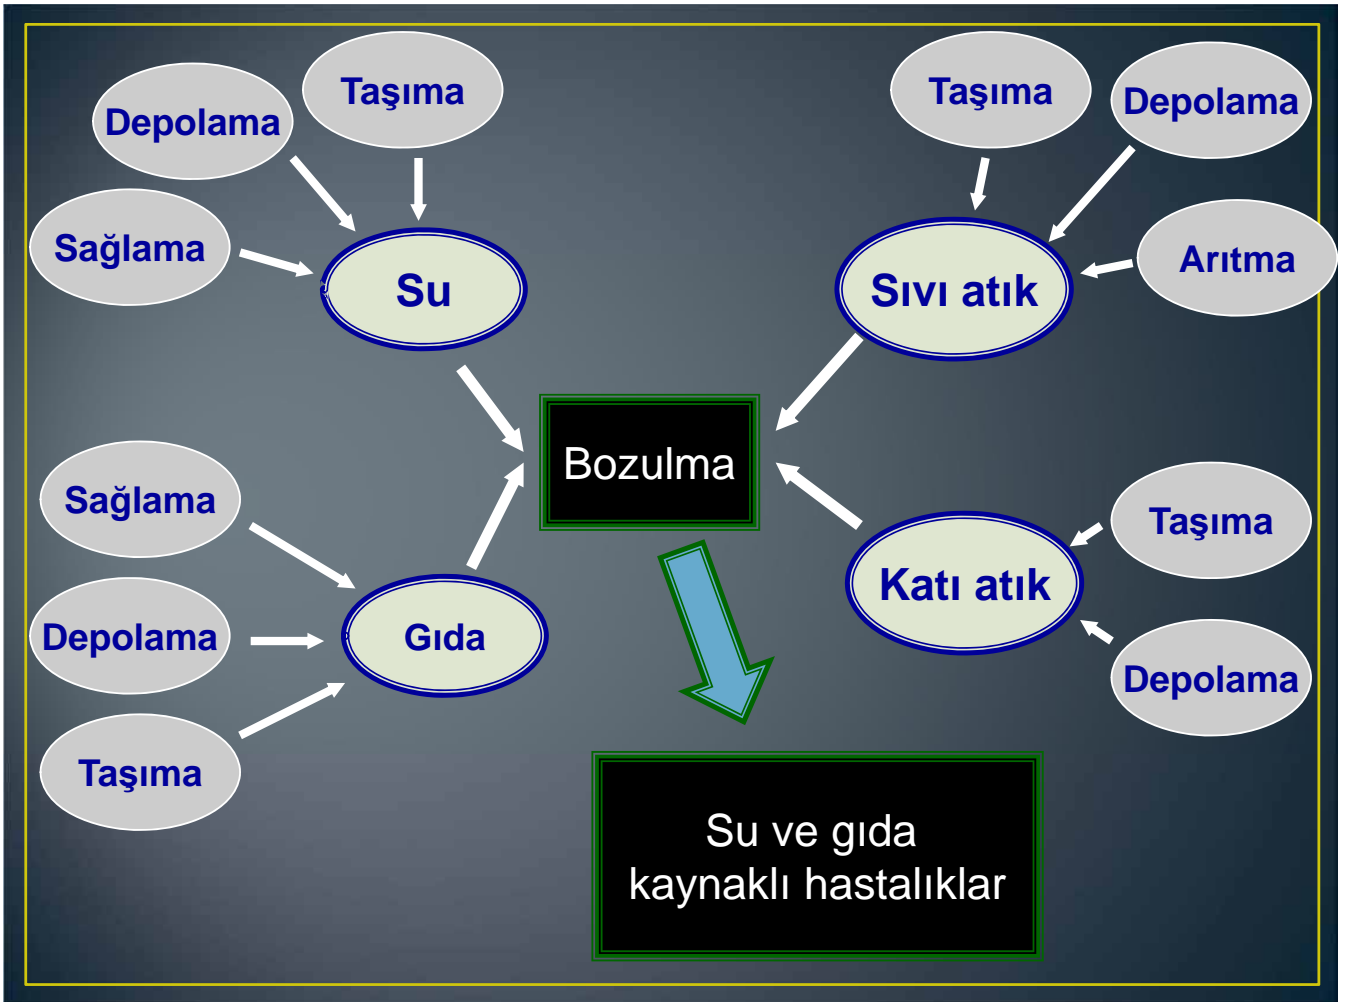 Taşıma
Depolama
Sağlama
Su
Taşıma
Depolama
Arıtma
Sıvı atık
Bozulma
Sağlama
Depolama
Taşıma
Gıda
Katı atık
Taşıma
Depolama
Su ve gıda
kaynaklı hastalıklar